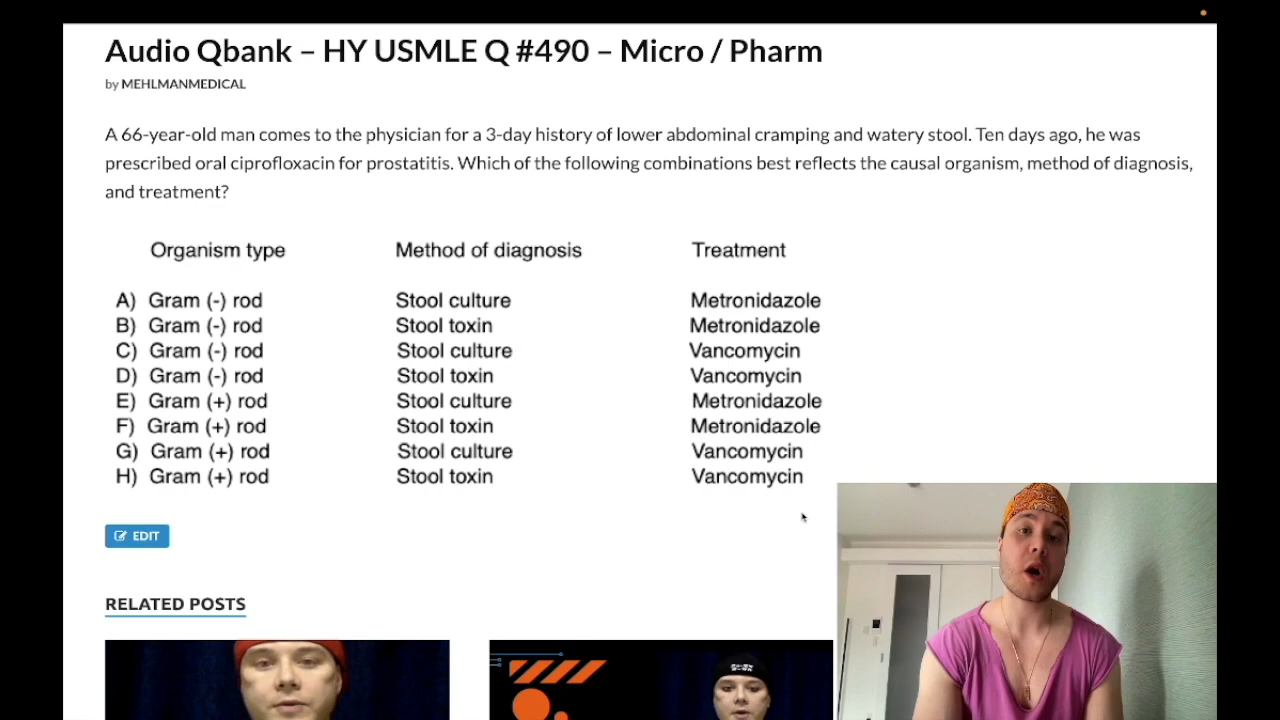 Audio Qbank – HY USMLE Q #490 – Micro / Pharm
by MEHLMANMEDICAL
A 66-year-old man comes to the physician for a 3-day history of lower abdominal cramping and watery stool. Ten days ago, he was
prescribed oral ciprofloxacin for prostatitis. Which of the following combinations best reflects the causal organism, method of diagnosis,
and treatment?
Organism type Method of diagnosis Treatment
A) Gram (-) rod Stool culture Metronidazole
B) Gram (-) rod Stool toxin Metronidazole
C) Gram (-) rod Stool culture Vancomycin
D) Gram (-) rod Stool toxin Vancomycin
E) Gram (+) rod Stool culture Metronidazole
F) Gram (+) rod Stool toxin Metronidazole
G) Gram (+) rod Stool culture Vancomycin
H) Gram (+) rod Stool toxin Vancomycin
EDIT
RELATED POSTS